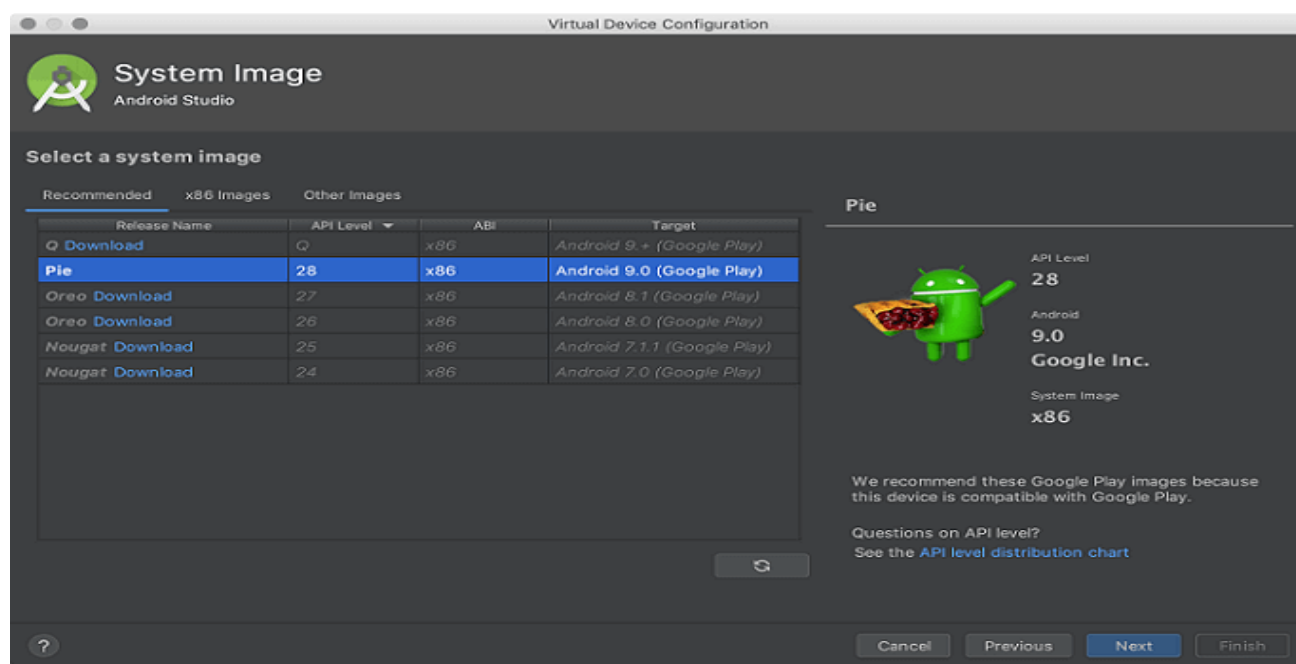 Virtual Device Configuration
System Image
Android Studio
Select a system image
Recommended x86 Images Other Images
Release Name API Level ABI Target
Q Download Q x86 Android 9.+ (Google Play)
Pie 28 x86 Android 9.0 (Google Play)
Oreo Download 27 x86 Android 8.1 (Google Play)
Oreo Download 26 x86 Android 8.0 (Google Play)
Nougat Download 25 x86 Android 7.1.1 (Google Play)
Nougat Download 24 x86 Android 7.0 (Google Play)
Pie
API Level
28
Android
9.0
Google Inc.
System Image
x86
We recommend these Google Play images because
this device is compatible with Google Play.
Questions on API level?
See the API level distribution chart
? Cancel Previous Next Finish